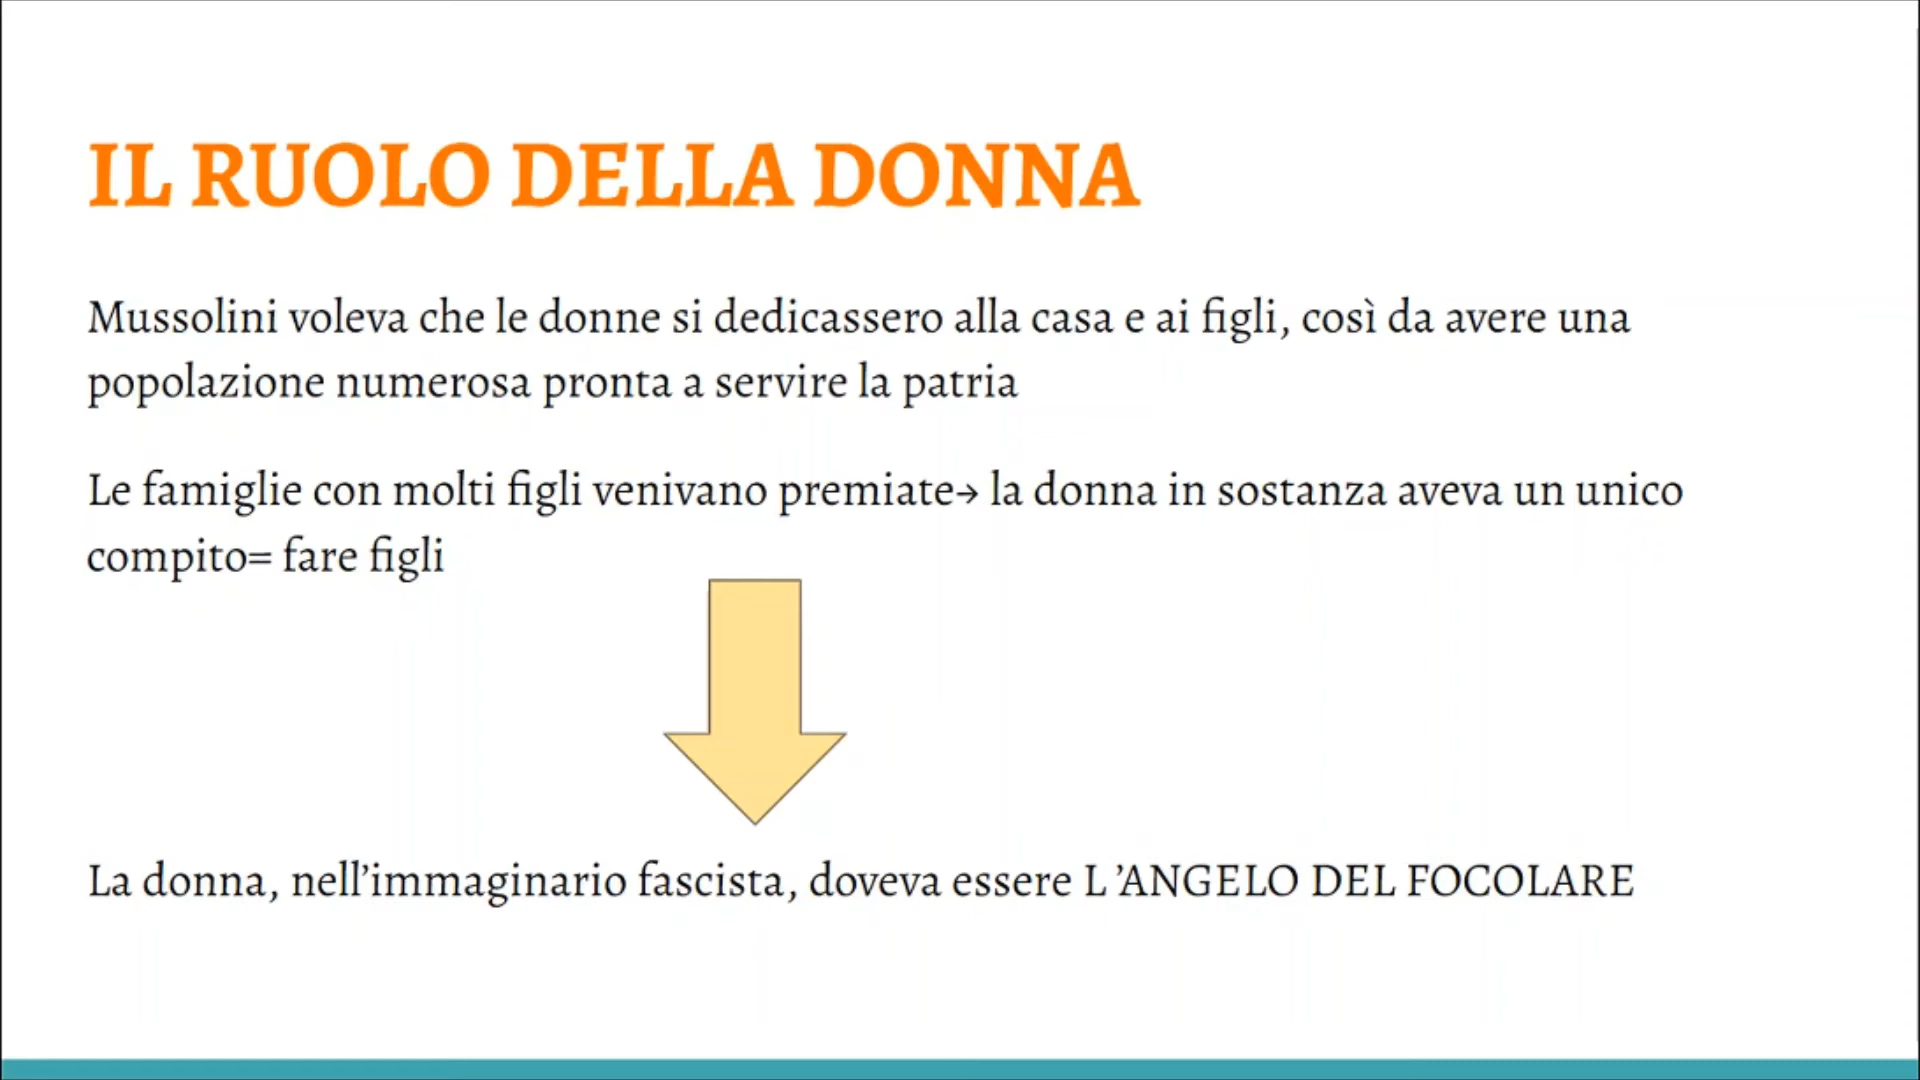 IL RUOLO DELLA DONNA
Mussolini voleva che le donne si dedicassero alla casa e ai figli, così da avere una
popolazione numerosa pronta a servire la patria
Le famiglie con molti figli venivano premiate→ la donna in sostanza aveva un unico
compito= fare figli
La donna, nell’immaginario fascista, doveva essere L ’ANGELO DEL FOCOLARE